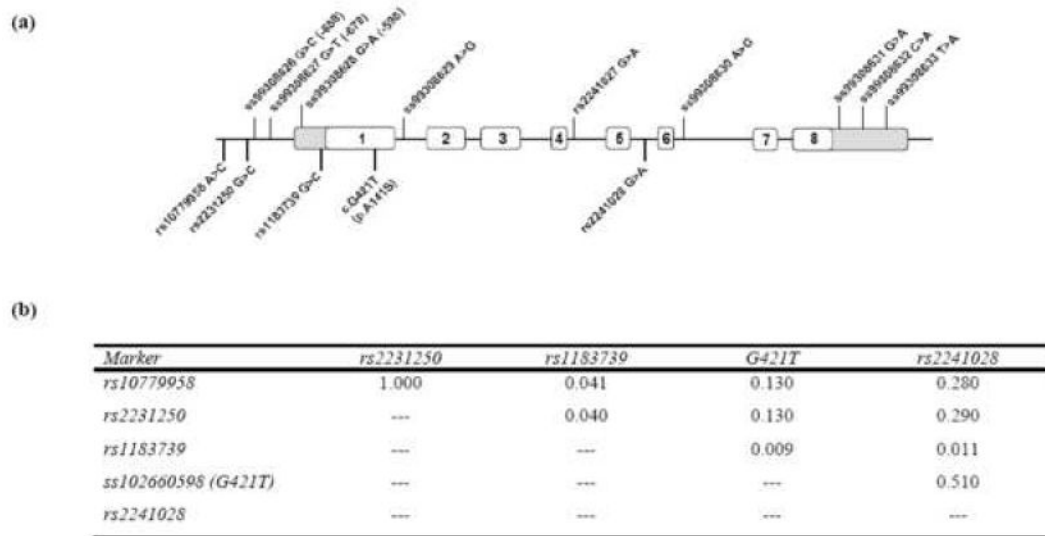 (a)
ss99308626 G>C (-688)
ss99308627 G>T (-678)
ss99308628 G>A (-598)
ss99308629 A>G
rs2241027 G>A
ss99308630 A>G
ss99308631 G>A
ss99308632 C>A
ss99308633 T>A
1
2
3
4
5
6
7
8
rs10779958 A>C
rs2231250 G>C
rs1183739 G>C
c.G421T
(p.A141S)
rs2241028 G>A
(b)
Marker rs2231250 rs1183739 G421T rs2241028
rs10779958 1.000 0.041 0.130 0.280
rs2231250 --- 0.040 0.130 0.290
rs1183739 --- --- 0.009 0.011
ss102660598 (G421T) --- --- --- 0.510
rs2241028 --- --- --- ---